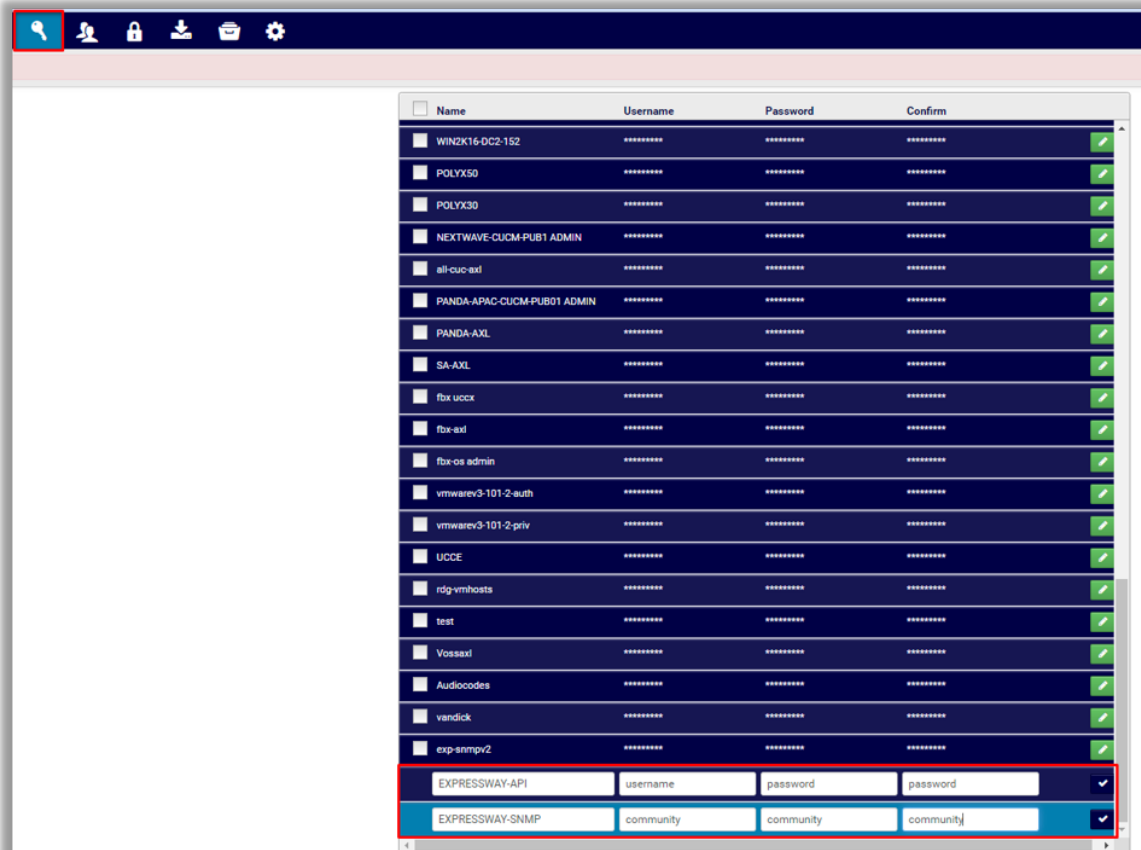 Name Username Password Confirm
WIN2K16-DC2-152 ********* ********* *********
POLYX50 ********* ********* *********
POLYX30 ********* ********* *********
NEXTWAVE-CUCM-PUB1 ADMIN ********* ********* *********
all-cuc-axl ********* ********* *********
PANDA-APAC-CUCM-PUB01 ADMIN ********* ********* *********
PANDA-AXL ********* ********* *********
SA-AXL ********* ********* *********
fbx uccx ********* ********* *********
fbx-axl ********* ********* *********
fbx-os admin ********* ********* *********
vmwarev3-101-2-auth ********* ********* *********
vmwarev3-101-2-priv ********* ********* *********
UCCE ********* ********* *********
rdg-vmhosts ********* ********* *********
test ********* ********* *********
Vossaxl ********* ********* *********
Audiocodes ********* ********* *********
vandick ********* ********* *********
exp-snmpv2 ********* ********* *********
EXPRESSWAY-API username password password
EXPRESSWAY-SNMP community community community